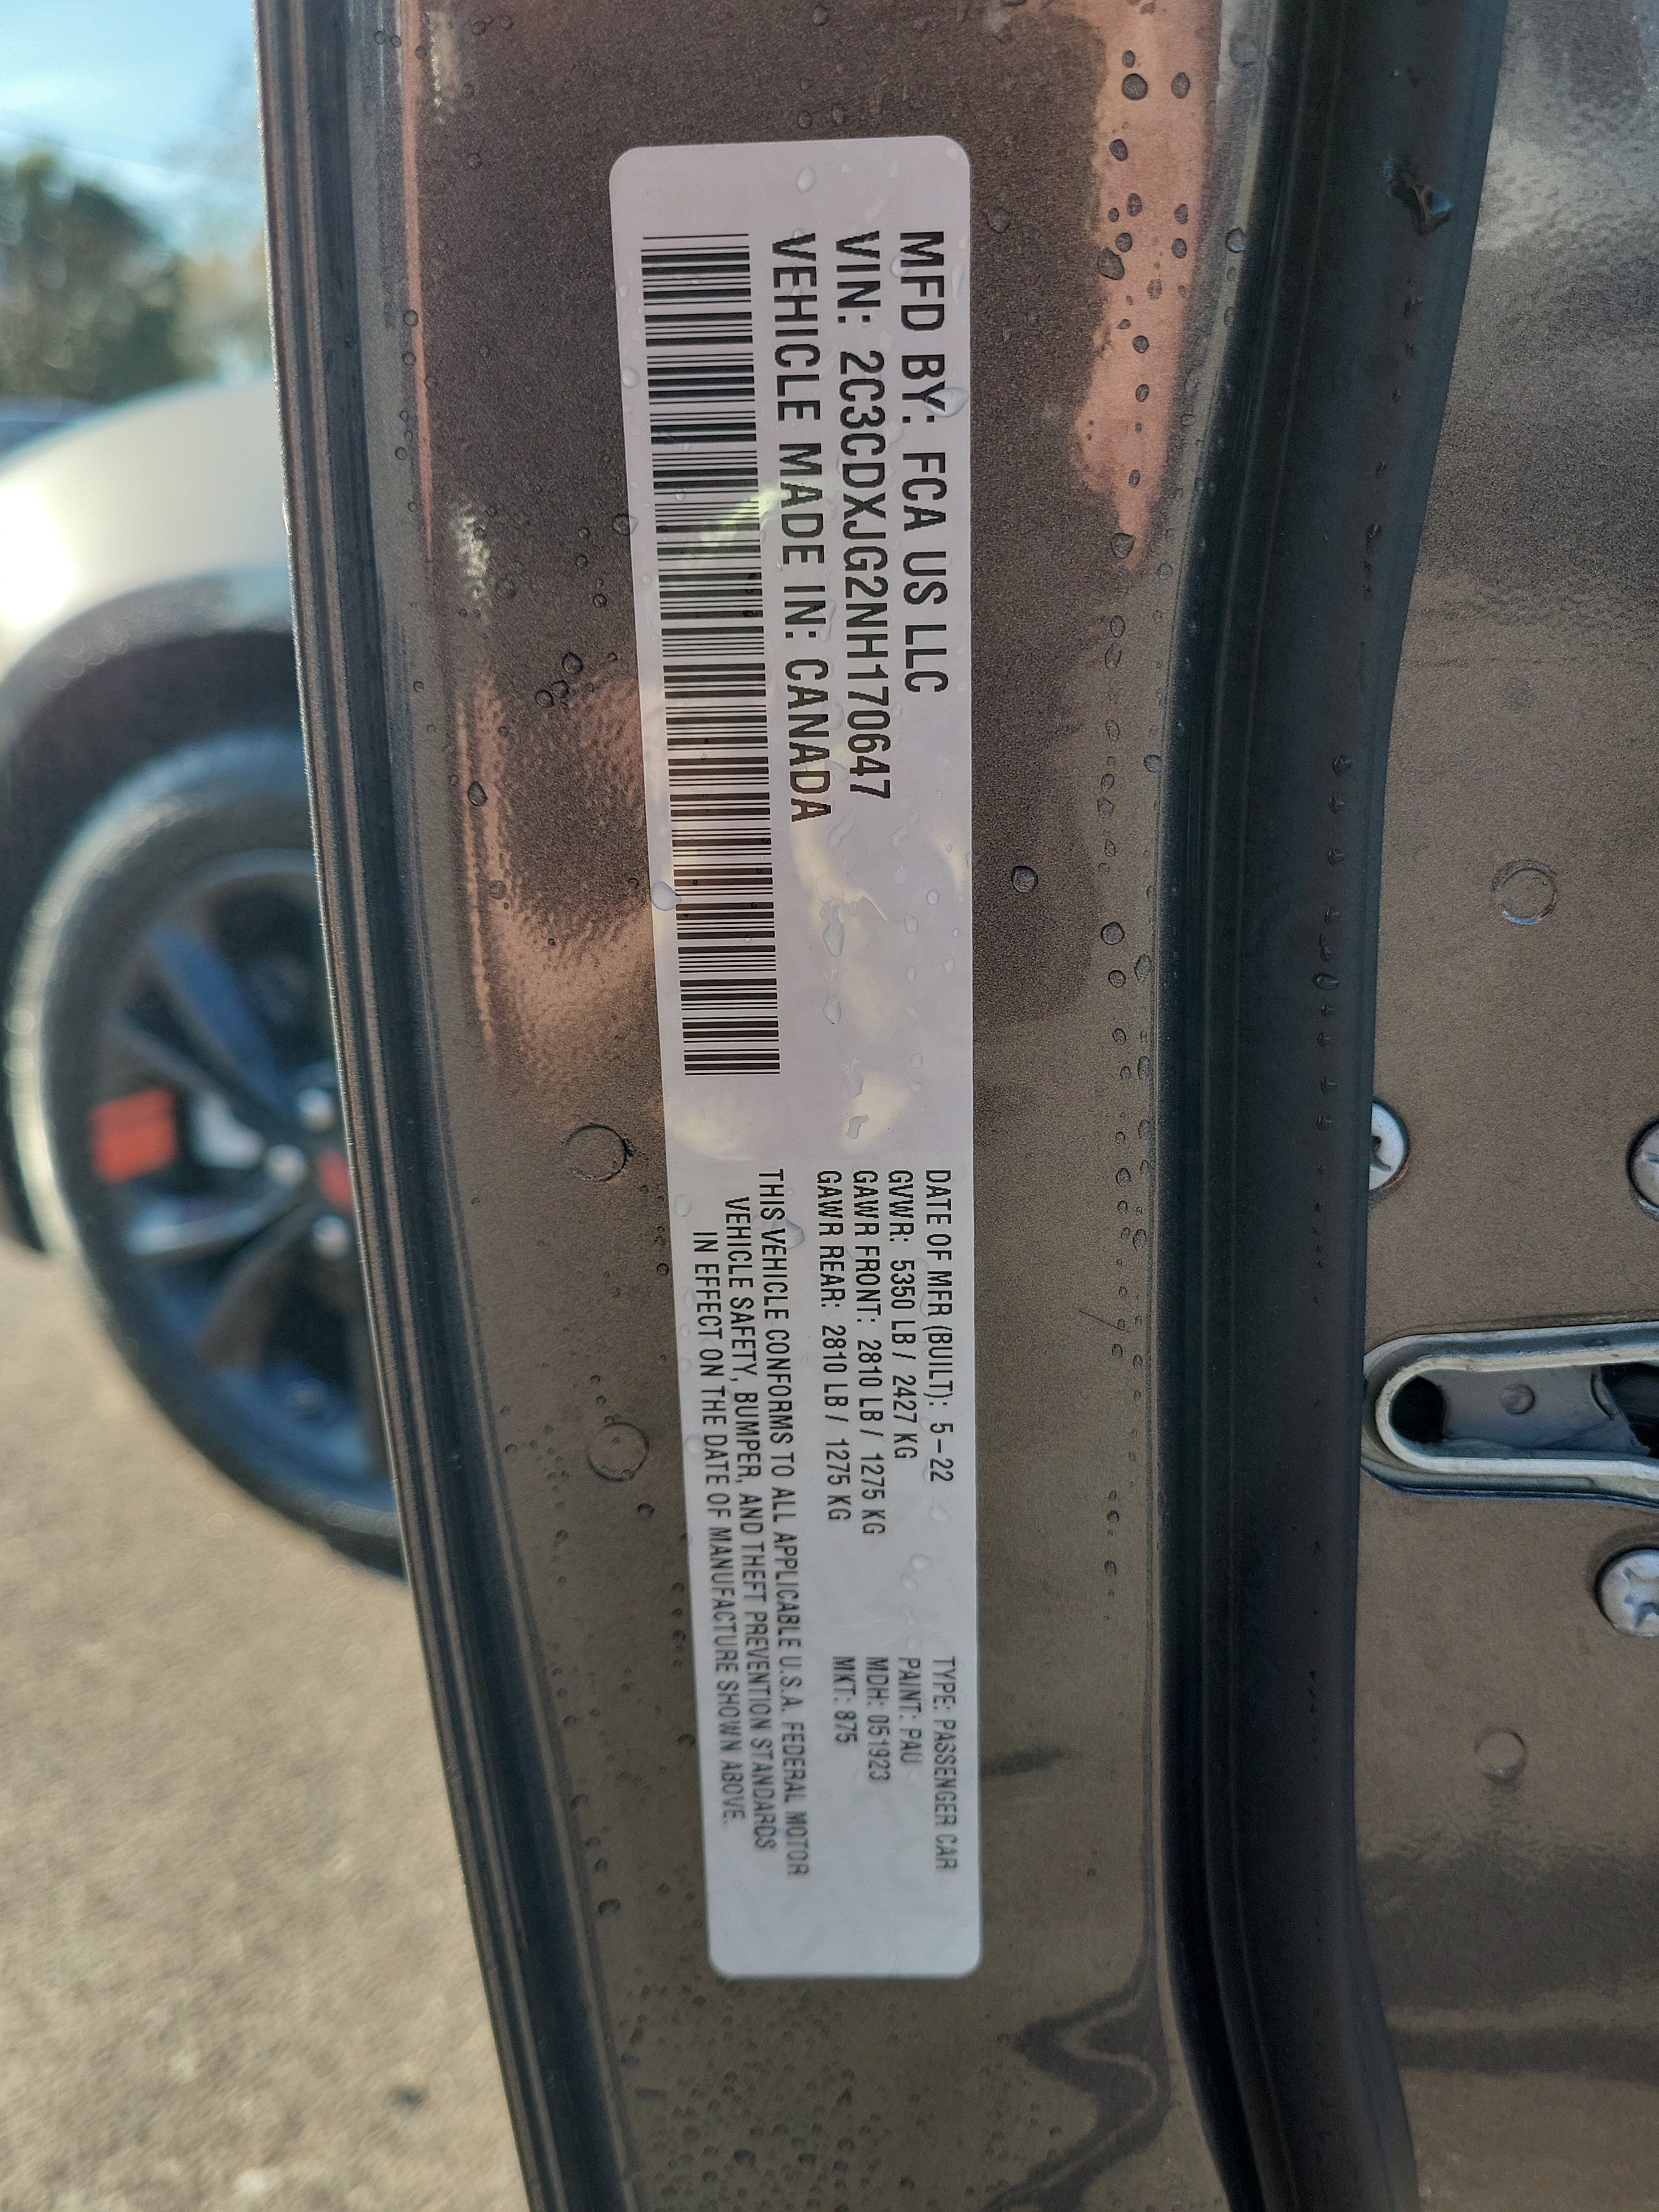 MFD BY: FCA US LLC
VIN: 2C3CDXJG2NH170647
VEHICLE MADE IN: CANADA
DATE OF MFR (BUILT): 5-22
GVWR: 5350 LB / 2427 KG
GAWR FRONT: 2810 LB / 1275 KG
GAWR REAR: 2810 LB / 1275 KG
TYPE: PASSENGER CAR
PAINT: PAU
MDH: 051923
MKT: 875
THIS VEHICLE CONFORMS TO ALL APPLICABLE U.S.A. FEDERAL MOTOR
VEHICLE SAFETY, BUMPER, AND THEFT PREVENTION STANDARDS
IN EFFECT ON THE DATE OF MANUFACTURE SHOWN ABOVE.